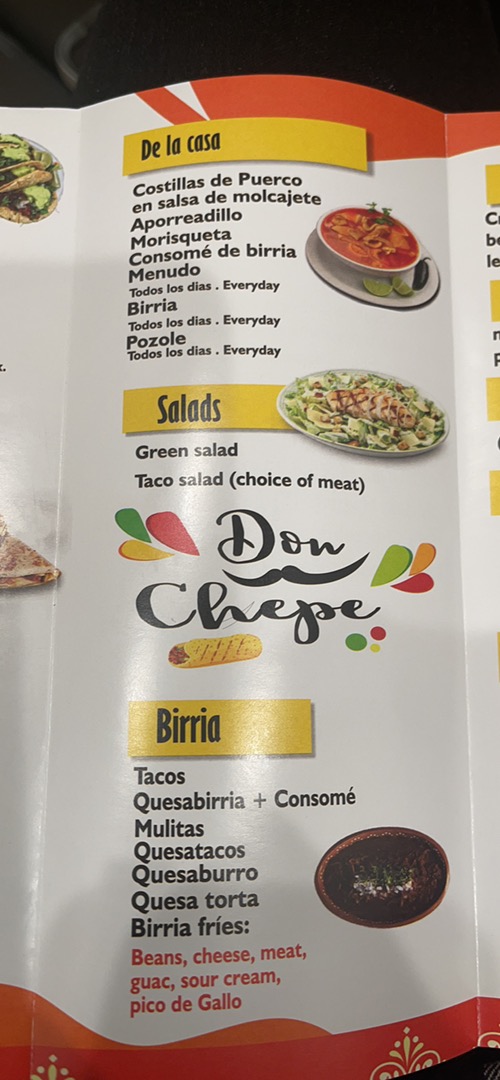 De la casa
Costillas de Puerco
en salsa de molcajete
Aporreadillo
Morisqueta
Consomé de birria
Menudo
Todos los dias . Everyday
Birria
Todos los dias . Everyday
Pozole
Todos los dias . Everyday
Salads
Green salad
Taco salad (choice of meat)
Don
Chepe
Birria
Tacos
Quesabirria + Consomé
Mulitas
Quesatacos
Quesaburro
Quesa torta
Birria fríes:
Beans, cheese, meat,
guac, sour cream,
pico de Gallo